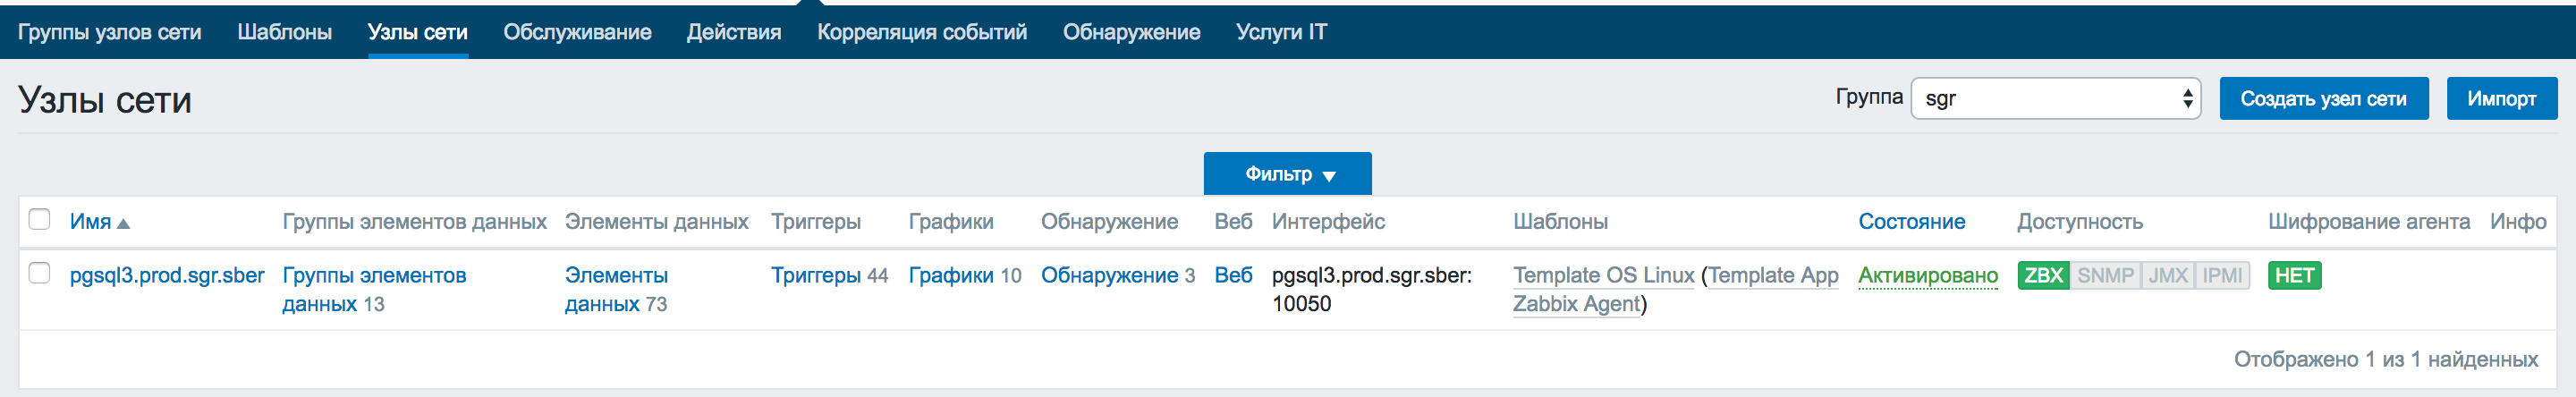 Группы узлов сети Шаблоны Узлы сети Обслуживание Действия Корреляция событий Обнаружение Услуги IT
Узлы сети Группа sgr Создать узел сети Импорт
Фильтр ▼
Имя ▲ Группы элементов данных Элементы данных Триггеры Графики Обнаружение Веб Интерфейс Шаблоны Состояние Доступность Шифрование агента Инфо
pgsql3.prod.sgr.sber Группы элементов Элементы Триггеры 44 Графики 10 Обнаружение 3 Веб pgsql3.prod.sgr.sber: Template OS Linux (Template App Активировано ZBX SNMP JMX IPMI НЕТ
данных 13 данных 73 10050 Zabbix Agent)
Отображено 1 из 1 найденных